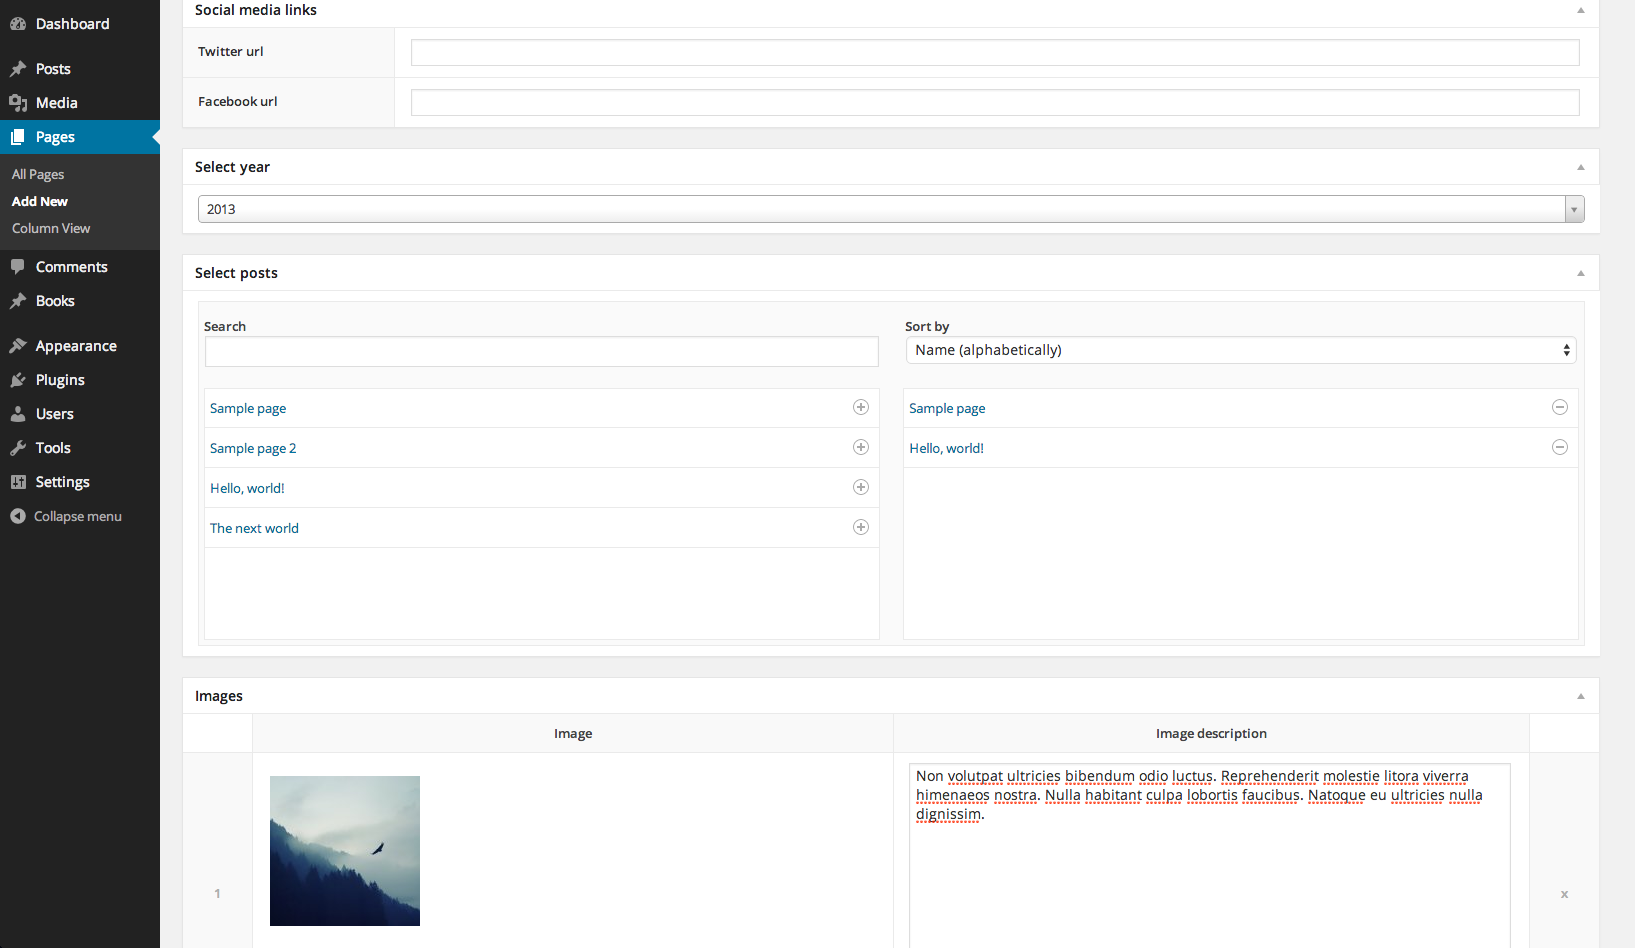 Dashboard
Posts
Media
Pages
All Pages
Add New
Column View
Comments
Books
Appearance
Plugins
Users
Tools
Settings
Collapse menu
Social media links
Twitter url
Facebook url
Select year
2013
Select posts
Search
Sort by
Name (alphabetically)
Sample page
Sample page 2
Hello, world!
The next world
Sample page
Hello, world!
Images
Image
Image description
1
Non volutpat ultricies bibendum odio luctus. Reprehenderit molestie litora viverra
himenaeos nostra. Nulla habitant culpa lobortis faucibus. Natoque eu ultricies nulla
dignissim.
x